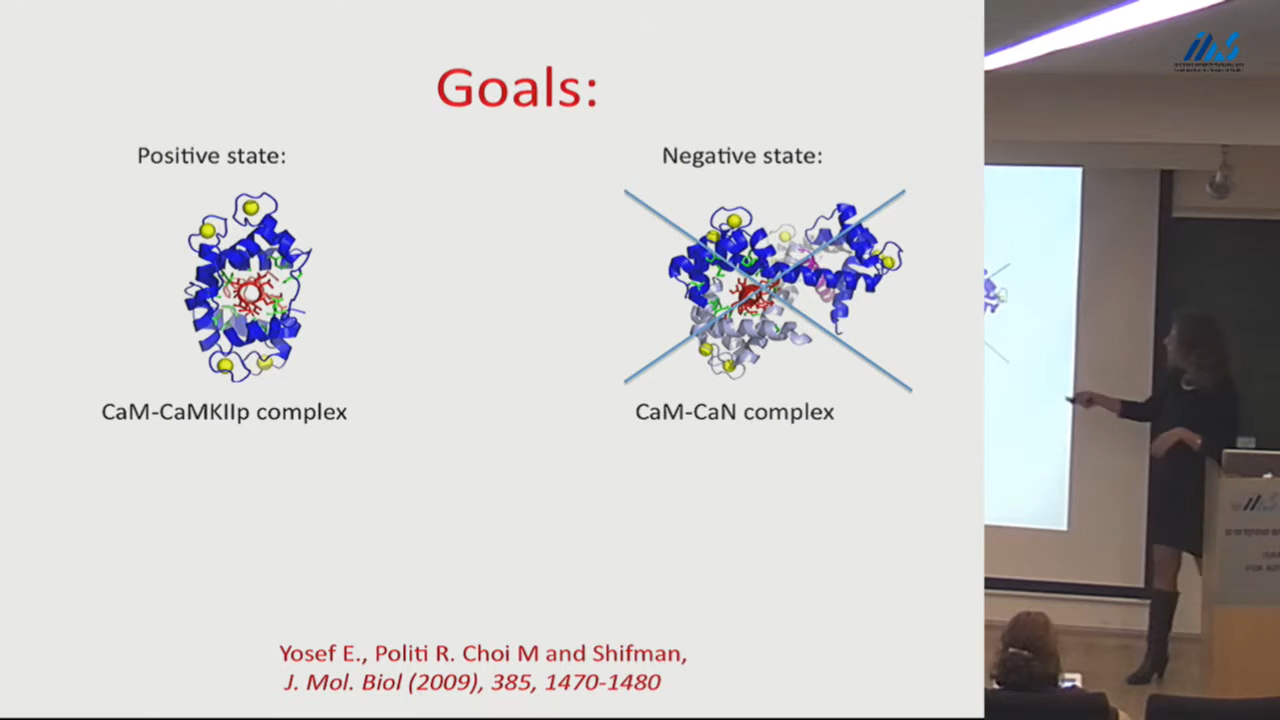 Goals:
Positive state:
Negative state:
CaM-CaMKIIp complex
CaM-CaN complex
Yosef E., Politi R. Choi M and Shifman,
J. Mol. Biol (2009), 385, 1470-1480